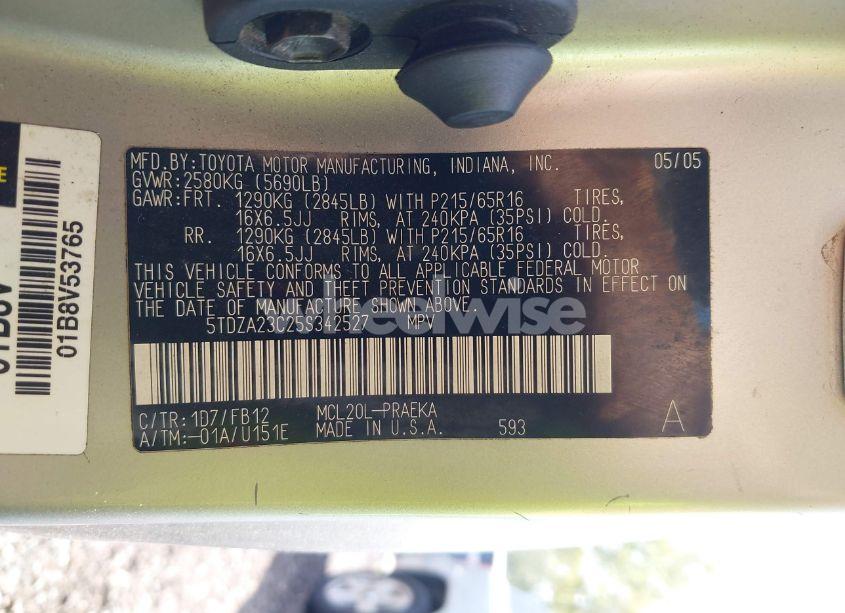 MFD.BY:TOYOTA MOTOR MANUFACTURING, INDIANA, INC. 05/05
GVWR:2580KG (5690LB)
GAWR:FRT. 1290KG (2845LB) WITH P215/65R16 TIRES,
16X6.5JJ RIMS, AT 240KPA (35PSI) COLD.
RR. 1290KG (2845LB) WITH P215/65R16 TIRES,
16X6.5JJ RIMS, AT 240KPA (35PSI) COLD.
THIS VEHICLE CONFORMS TO ALL APPLICABLE FEDERAL MOTOR
VEHICLE SAFETY AND THEFT PREVENTION STANDARDS IN EFFECT ON
THE DATE OF MANUFACTURE SHOWN ABOVE.
5TDZA23C25S342527 MPV
C/TR:1D7/FB12 MCL20L-PRAEKA
A/TM:-01A/U151E MADE IN U.S.A. 593 A
01B8V53765
wheelwise